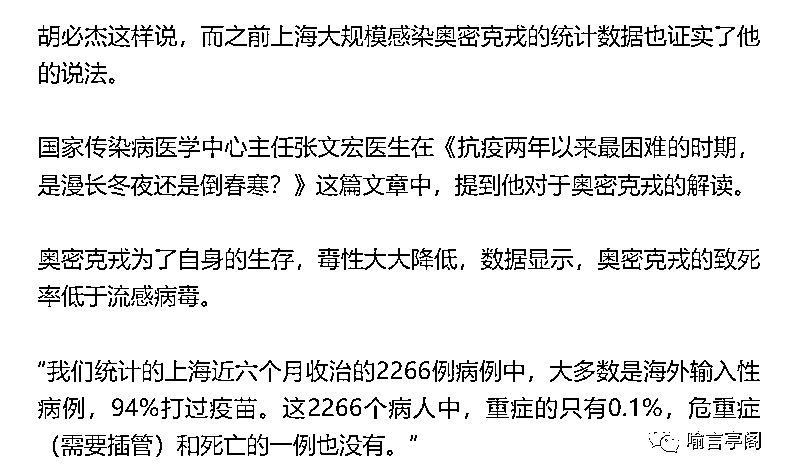 胡必杰这样说，而之前上海大规模感染奥密克戎的统计数据也证实了他
的说法。
国家传染病医学中心主任张文宏医生在《抗疫两年以来最困难的时期，
是漫长冬夜还是倒春寒？》这篇文章中，提到他对于奥密克戎的解读。
奥密克戎为了自身的生存，毒性大大降低，数据显示，奥密克戎的致死
率低于流感病毒。
“我们统计的上海近六个月收治的2266例病例中，大多数是海外输入性
病例，94%打过疫苗。这2266个病人中，重症的只有0.1%，危重症
（需要插管）和死亡的一例也没有。”
喻言亭阁